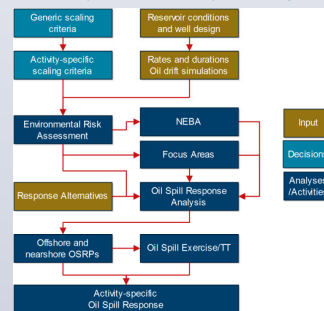 Generic scaling
criteria
Reservoir conditions
and well design
Activity-specific
scaling criteria
Rates and durations
Oil drift simulations
Environmental Risk
Assessment
NEBA
Input
Focus Areas
Decision
Response Alternatives
Oil Spill Response
Analysis
Analyses
/Activities
Offshore and
nearshore OSRPs
Oil Spill Exercise/TT
Activity-specific
Oil Spill Response